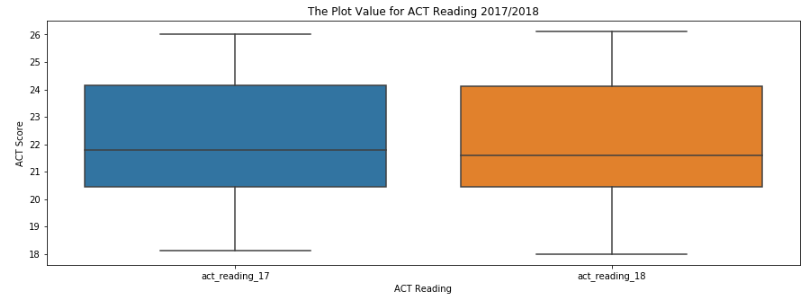 The Plot Value for ACT Reading 2017/2018
26
25
24
23
22
21
20
19
18
ACT Score
act_reading_17
act_reading_18
ACT Reading